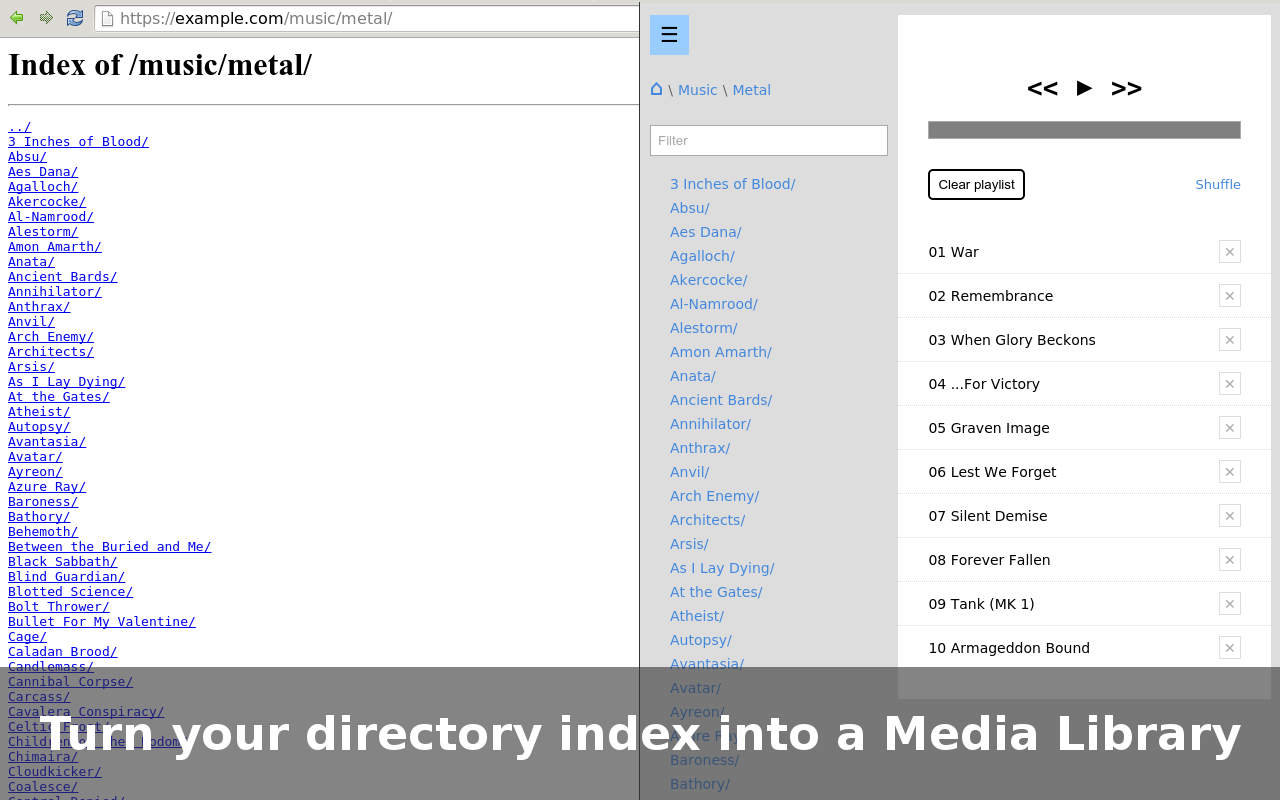 https://example.com/music/metal/
Index of /music/metal/
../
3 Inches of Blood/
Absu/
Aes Dana/
Agalloch/
Akercocke/
Al-Namrood/
Alestorm/
Amon Amarth/
Anata/
Ancient Bards/
Annihilator/
Anthrax/
Anvil/
Arch Enemy/
Architects/
Arsis/
As I Lay Dying/
At the Gates/
Atheist/
Autopsy/
Avantasia/
Avatar/
Ayreon/
Azure Ray/
Baroness/
Bathory/
Behemoth/
Between the Buried and Me/
Black Sabbath/
Blind Guardian/
Blotted Science/
Bolt Thrower/
Bullet For My Valentine/
Cage/
Caladan Brood/
Candlemass/
Cannibal Corpse/
Carcass/
Cavalera Conspiracy/
Celtic Frost/
Children of Bodom/
Chimaira/
Cloudkicker/
Coalesce/
Control Denied/
☰
⌂ \ Music \ Metal
Filter
3 Inches of Blood/
Absu/
Aes Dana/
Agalloch/
Akercocke/
Al-Namrood/
Alestorm/
Amon Amarth/
Anata/
Ancient Bards/
Annihilator/
Anthrax/
Anvil/
Arch Enemy/
Architects/
Arsis/
As I Lay Dying/
At the Gates/
Atheist/
Autopsy/
Avantasia/
Avatar/
Ayreon/
Azure Ray/
Baroness/
Bathory/
<< ▶ >>
Clear playlist Shuffle
01 War ✕
02 Remembrance ✕
03 When Glory Beckons ✕
04 ...For Victory ✕
05 Graven Image ✕
06 Lest We Forget ✕
07 Silent Demise ✕
08 Forever Fallen ✕
09 Tank (MK 1) ✕
10 Armageddon Bound ✕
Turn your directory index into a Media Library